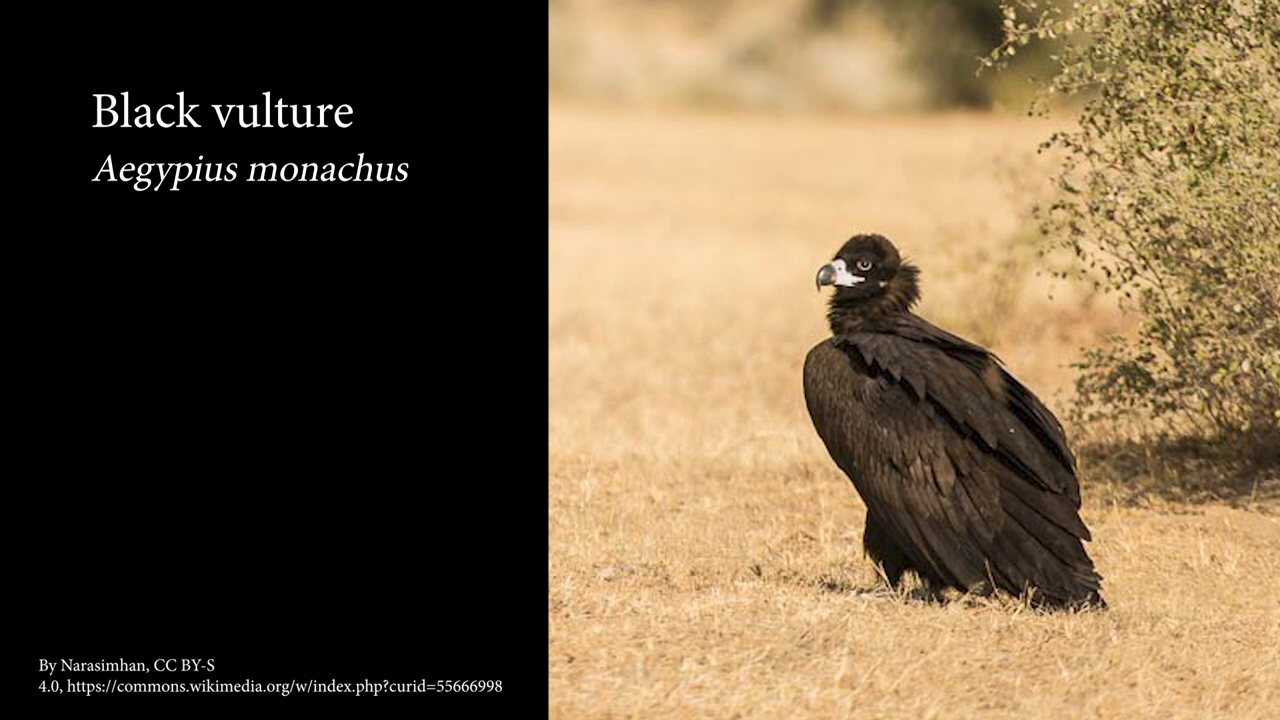 Black vulture
Aegypius monachus
By Narasimhan, CC BY-S
4.0, https://commons.wikimedia.org/w/index.php?curid=55666998